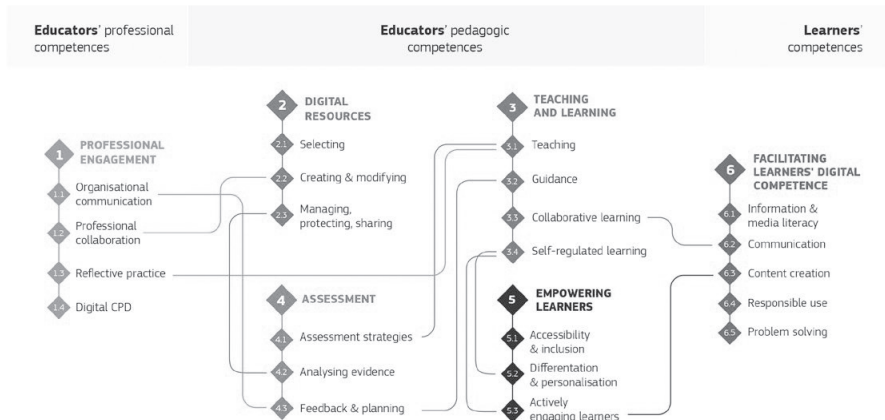 Educators' professional
competences
Educators' pedagogic
competences
Learners'
competences
1
PROFESSIONAL
ENGAGEMENT
1.1
Organisational
communication
1.2
Professional
collaboration
1.3
Reflective practice
1.4
Digital CPD
2
DIGITAL
RESOURCES
2.1
Selecting
2.2
Creating & modifying
2.3
Managing,
protecting, sharing
4
ASSESSMENT
4.1
Assessment strategies
4.2
Analysing evidence
4.3
Feedback & planning
3
TEACHING
AND LEARNING
3.1
Teaching
3.2
Guidance
3.3
Collaborative learning
3.4
Self-regulated learning
5
EMPOWERING
LEARNERS
5.1
Accessibility
& inclusion
5.2
Differentation
& personalisation
5.3
Actively
engaging learners
6
FACILITATING
LEARNERS' DIGITAL
COMPETENCE
6.1
Information &
media literacy
6.2
Communication
6.3
Content creation
6.4
Responsible use
6.5
Problem solving